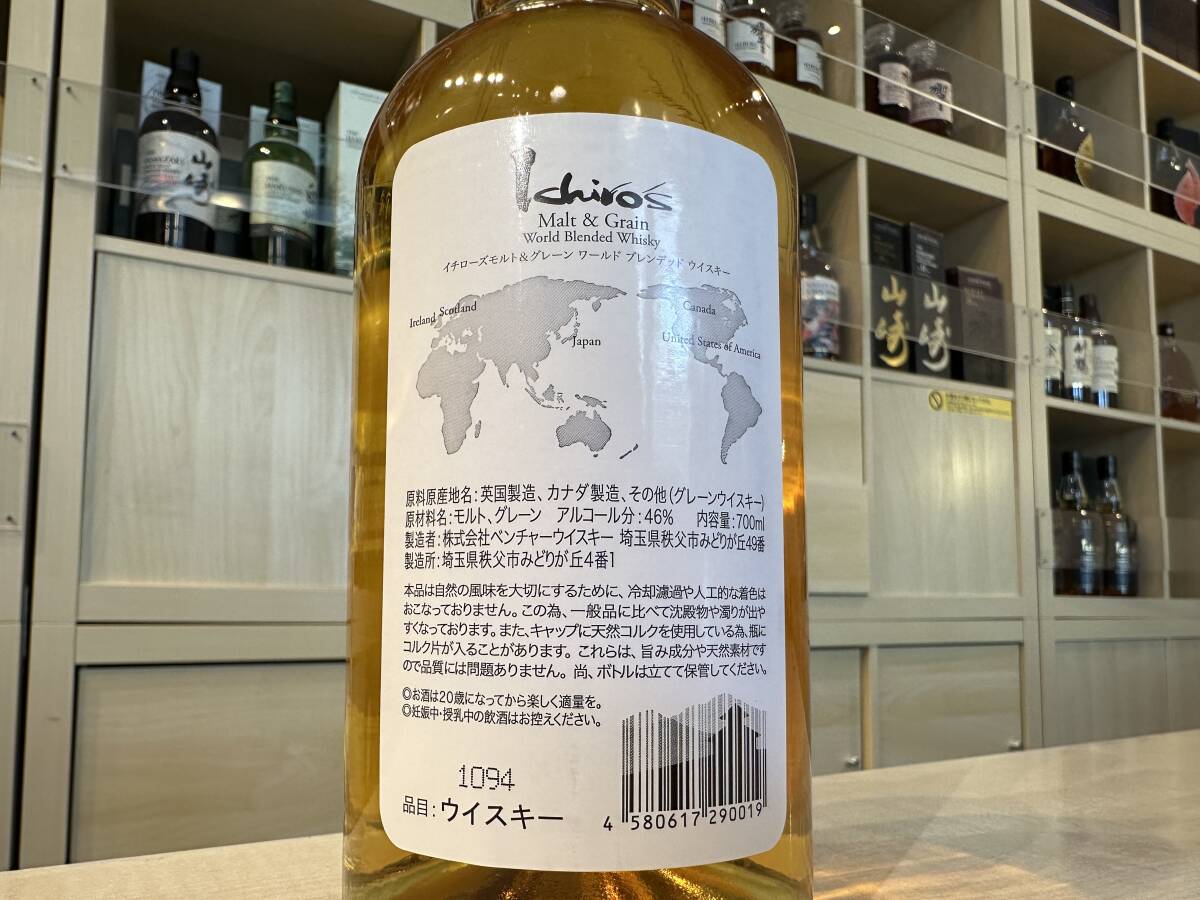 Ichiro's
Malt & Grain
World Blended Whisky
イチローズモルト&グレーン ワールド ブレンデッド ウイスキー
Ireland Scotland
Canada
Japan
United States of America
原料原産地名:英国製造、カナダ製造、その他(グレーンウイスキー)
原材料名:モルト、グレーン アルコール分:46% 内容量:700ml
製造者:株式会社ベンチャーウイスキー 埼玉県秩父市みどりが丘49番
製造所:埼玉県秩父市みどりが丘4番1
本品は自然の風味を大切にするために、冷却濾過や人工的な着色は
おこなっておりません。この為、一般品に比べて沈殿物や濁りが出や
すくなっております。また、キャップに天然コルクを使用している為、瓶に
コルク片が入ることがあります。これらは、旨み成分や天然素材です
ので品質には問題ありません。尚、ボトルは立てて保管してください。
◎お酒は20歳になってから楽しく適量を。
◎妊娠中・授乳中の飲酒はお控えください。
1094
品目:ウイスキー
4 580617 290019
山崎
山崎
山崎